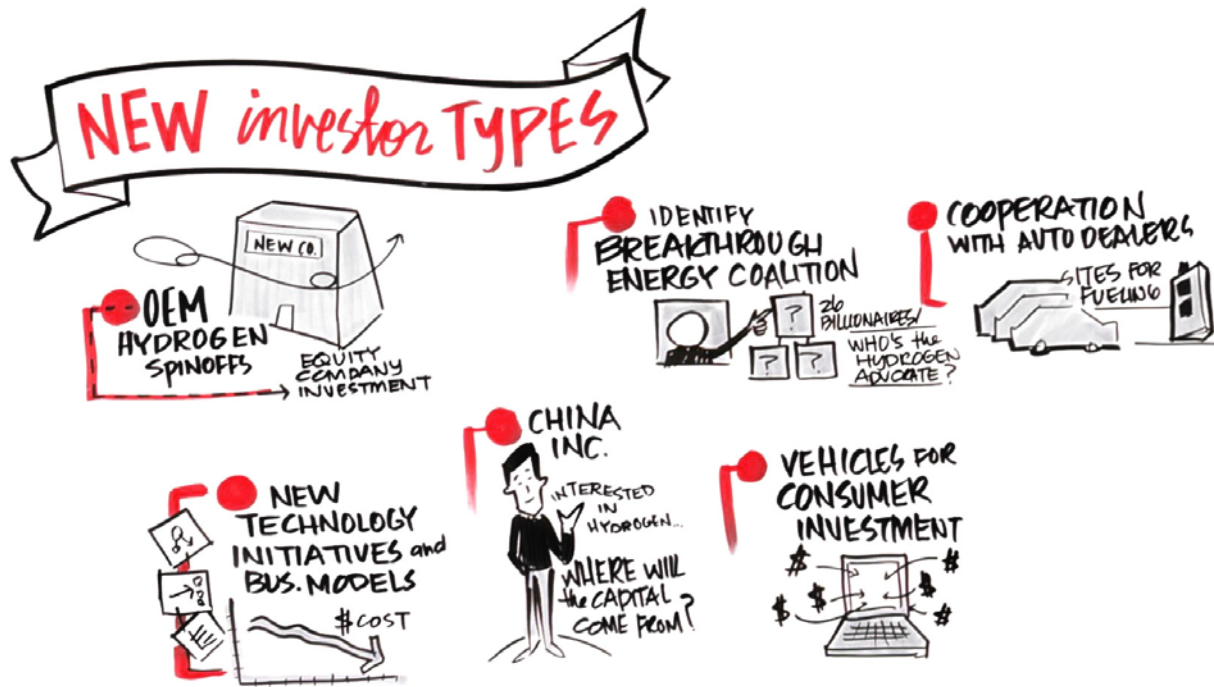 NEW investor TYPES
NEW CO.
OEM
HYDROGEN
SPINOFFS
EQUITY
COMPANY
INVESTMENT
IDENTIFY
BREAKTHROUGH
ENERGY COALITION
?
? ?
26
BILLIONAIRES/
WHO'S the
HYDROGEN
ADVOCATE?
COOPERATION
WITH AUTO DEALERS
SITES FOR
FUELING
NEW
TECHNOLOGY
INITIATIVES and
BUS. MODELS
$ COST
CHINA
INC.
INTERESTED
IN
HYDROGEN...
WHERE WILL
the CAPITAL
COME FROM?
VEHICLES FOR
CONSUMER
INVESTMENT
$ $
$ $
$ $